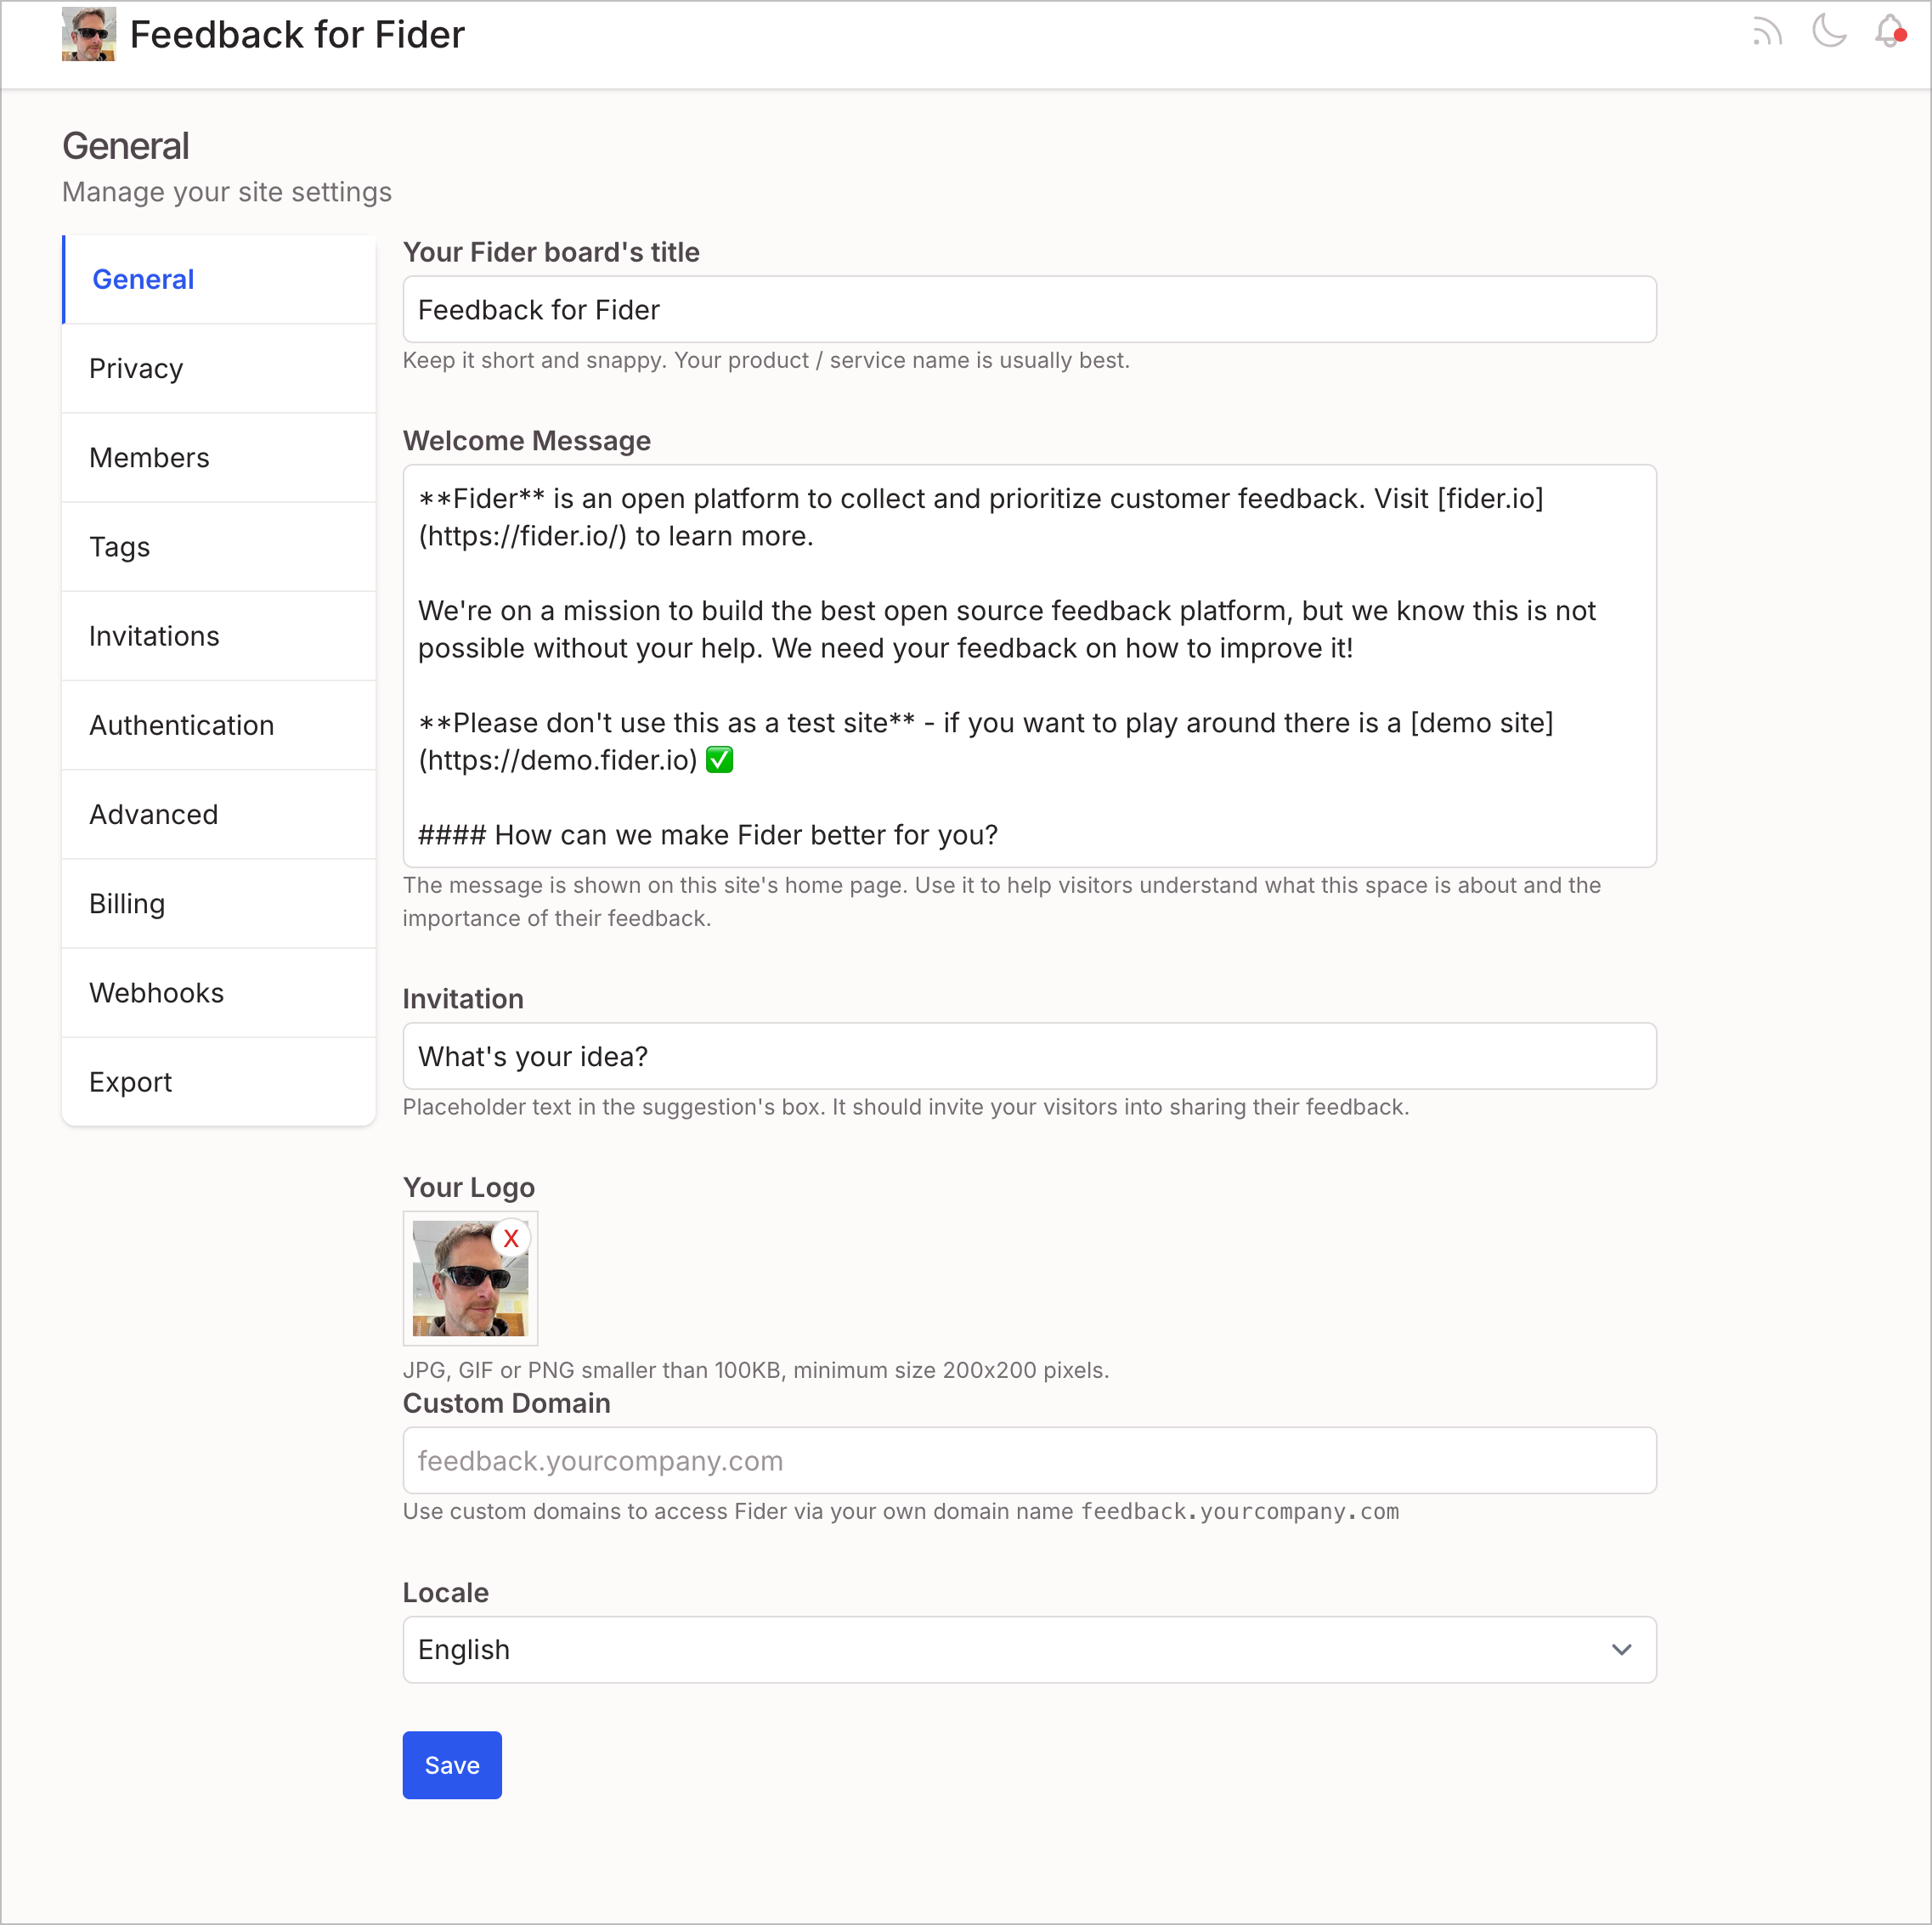 Feedback for Fider
General
Manage your site settings
General
Privacy
Members
Tags
Invitations
Authentication
Advanced
Billing
Webhooks
Export
Your Fider board's title
Feedback for Fider
Keep it short and snappy. Your product / service name is usually best.
Welcome Message
**Fider** is an open platform to collect and prioritize customer feedback. Visit [fider.io]
(https://fider.io/) to learn more.
We're on a mission to build the best open source feedback platform, but we know this is not
possible without your help. We need your feedback on how to improve it!
**Please don't use this as a test site** - if you want to play around there is a [demo site]
(https://demo.fider.io) ✅
#### How can we make Fider better for you?
The message is shown on this site's home page. Use it to help visitors understand what this space is about and the
importance of their feedback.
Invitation
What's your idea?
Placeholder text in the suggestion's box. It should invite your visitors into sharing their feedback.
Your Logo
X
JPG, GIF or PNG smaller than 100KB, minimum size 200x200 pixels.
Custom Domain
feedback.yourcompany.com
Use custom domains to access Fider via your own domain name feedback.yourcompany.com
Locale
English
Save